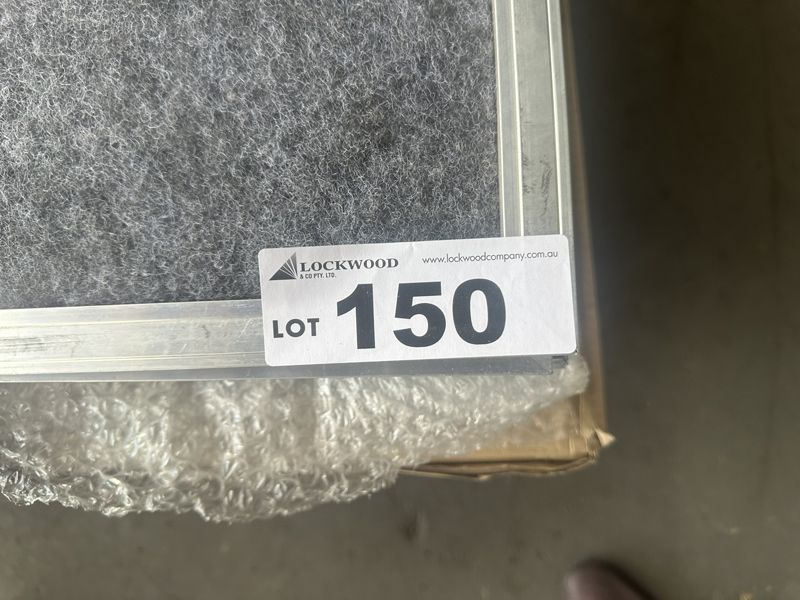 LOCKWOOD
& CO PTY. LTD.
www.lockwoodcompany.com.au
LOT 150